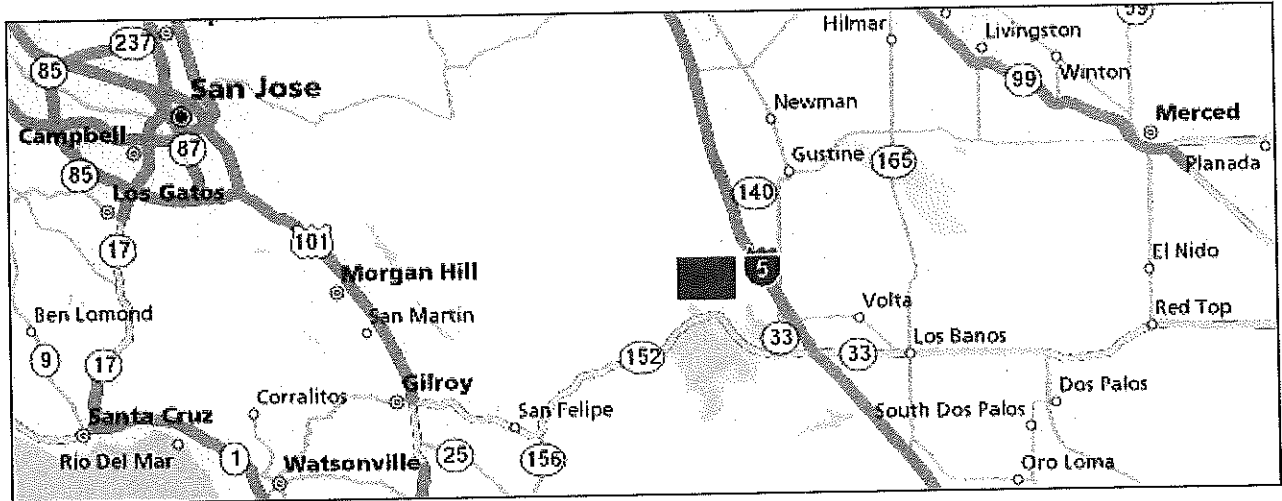 Hilmar
Livingston
59
237
85
San Jose
99
Winton
Newman
Merced
Campbell
87
Gustine
165
Planada
85
Los Gatos
140
17
101
5
El Nido
Morgan Hill
Volta
Red Top
Ben Lomond
San Martin
33
33
Los Banos
9
17
152
Gilroy
Dos Palos
Corralitos
San Felipe
South Dos Palos
Santa Cruz
Rio Del Mar
1
Watsonville
25
156
Oro Loma